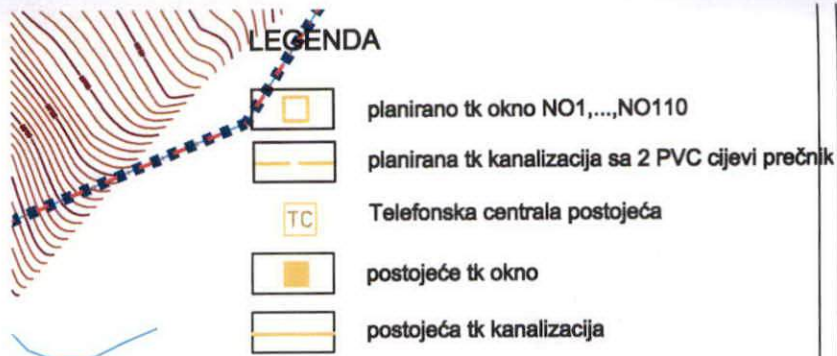 LEGENDA
planirano tk okno NO1,...,NO110
planirana tk kanalizacija sa 2 PVC cijevi prečnik
TC Telefonska centrala postojeća
postojeće tk okno
postojeća tk kanalizacija